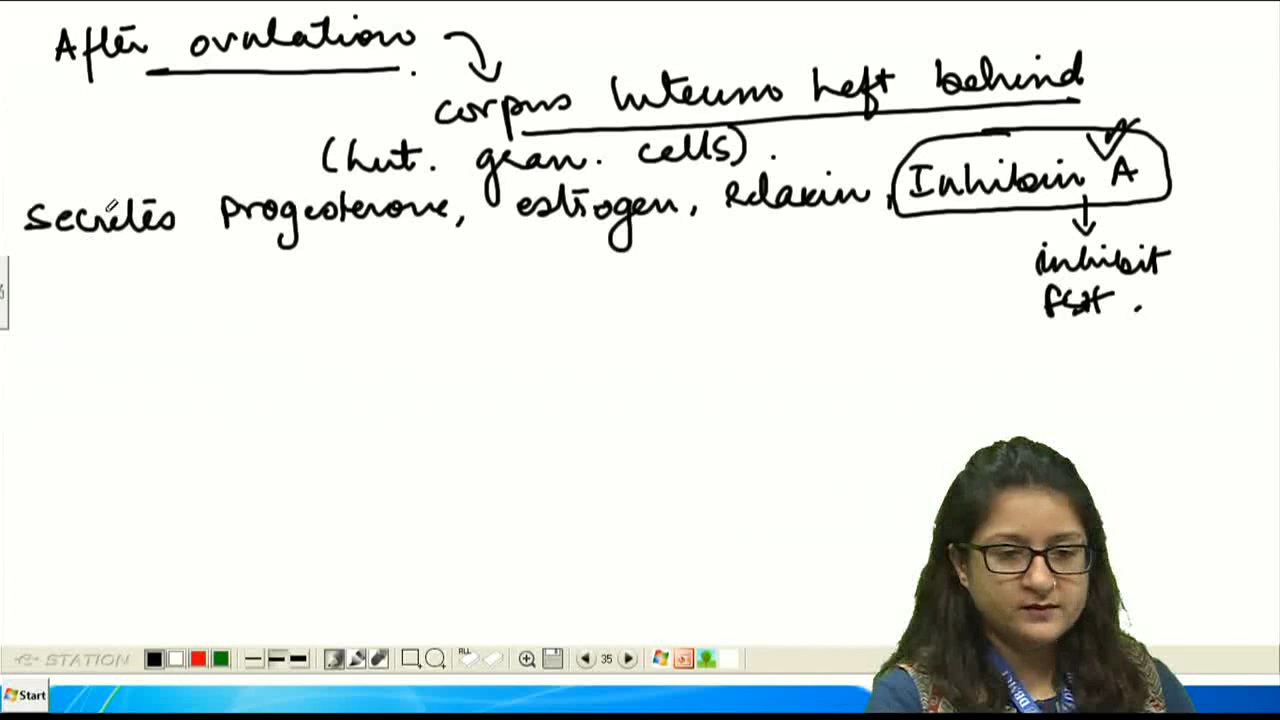 After ovulation.
corpus luteum left behind
(Lut. gran. cells).
secretes progesterone, estrogen, relaxin, Inhibin A
inhibit
FSH.
e-STATION
ALL
35
Start